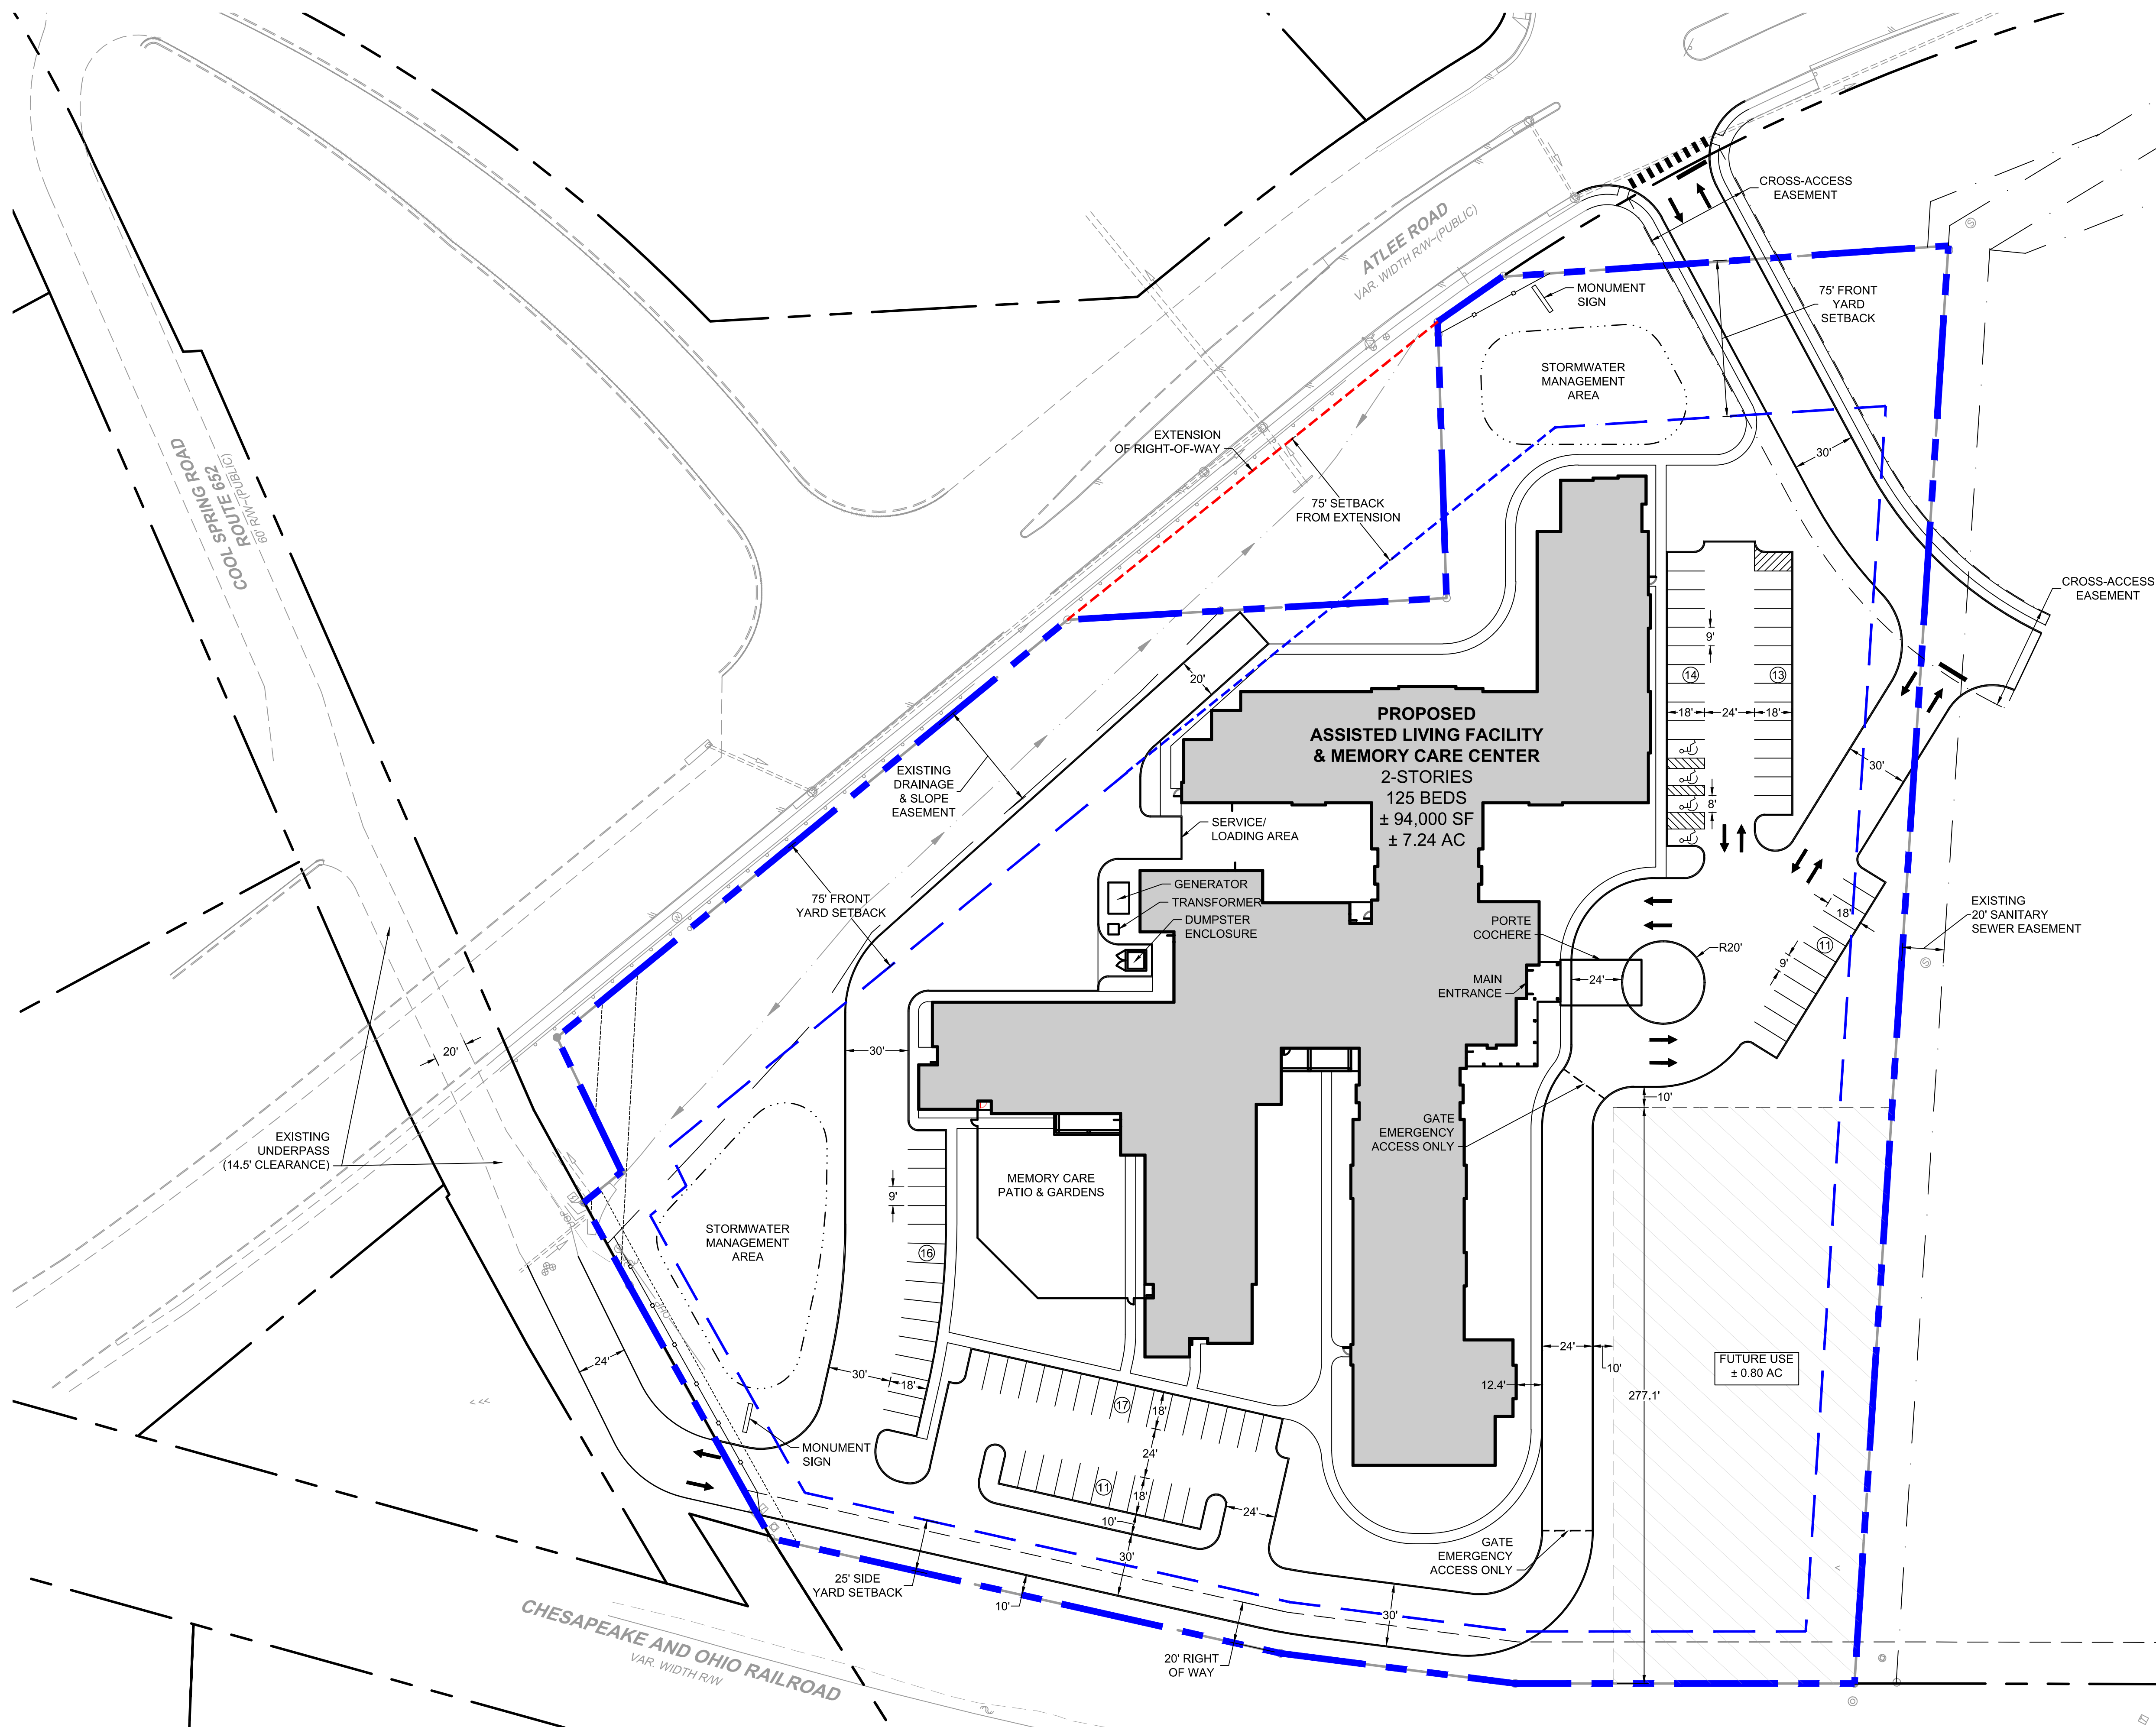 ATLEE ROAD
VAR. WIDTH R/W~(PUBLIC)
CROSS-ACCESS
EASEMENT
MONUMENT
SIGN
75' FRONT
YARD
SETBACK
STORMWATER
MANAGEMENT
AREA
EXTENSION
OF RIGHT-OF-WAY
30'
COOL SPRING ROAD
ROUTE 652
60' R/W~(PUBLIC)
75' SETBACK
FROM EXTENSION
CROSS-ACCESS
EASEMENT
9'
20'
14
13
18'
24'
18'
PROPOSED
ASSISTED LIVING FACILITY
& MEMORY CARE CENTER
2-STORIES
125 BEDS
± 94,000 SF
± 7.24 AC
EXISTING
DRAINAGE
& SLOPE
EASEMENT
30'
8'
SERVICE/
LOADING AREA
75' FRONT
YARD SETBACK
GENERATOR
TRANSFORMER
DUMPSTER
ENCLOSURE
PORTE
COCHERE
18'
EXISTING
20' SANITARY
SEWER EASEMENT
R20'
11
9'
MAIN
ENTRANCE
24'
20'
30'
10'
GATE
EMERGENCY
ACCESS ONLY
EXISTING
UNDERPASS
(14.5' CLEARANCE)
MEMORY CARE
PATIO & GARDENS
9'
STORMWATER
MANAGEMENT
AREA
16
OHP
OHP
24'
30'
18'
24'
10'
FUTURE USE
± 0.80 AC
12.4'
277.1'
17
18'
24'
MONUMENT
SIGN
11
18'
10'
24'
30'
GATE
EMERGENCY
ACCESS ONLY
25' SIDE
YARD SETBACK
10'
30'
20' RIGHT
OF WAY
CHESAPEAKE AND OHIO RAILROAD
VAR. WIDTH R/W